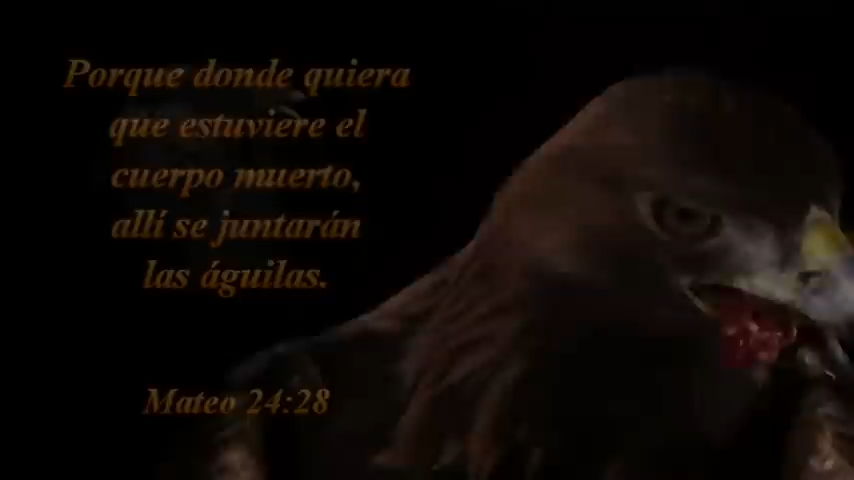 Porque donde quiera
que estuviere el
cuerpo muerto,
allí se juntarán
las águilas.
Mateo 24:28